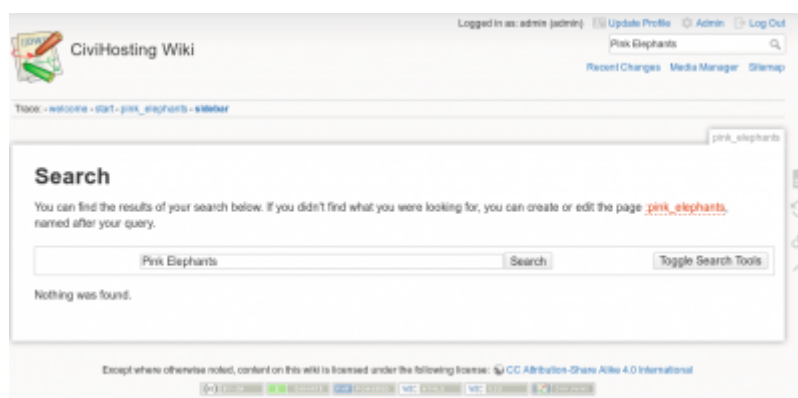 Logged in as: admin (admin) Update Profile Admin Log Out
CiviHosting Wiki
Pink Elephants
Recent Changes Media Manager Sitemap
Trace: • welcome • start • pink_elephants • sidebar
pink_elephants
Search
You can find the results of your search below. If you didn't find what you were looking for, you can create or edit the page :pink_elephants,
named after your query.
Pink Elephants Search Toggle Search Tools
Nothing was found.
Except where otherwise noted, content on this wiki is licensed under the following license: CC Attribution-Share Alike 4.0 International